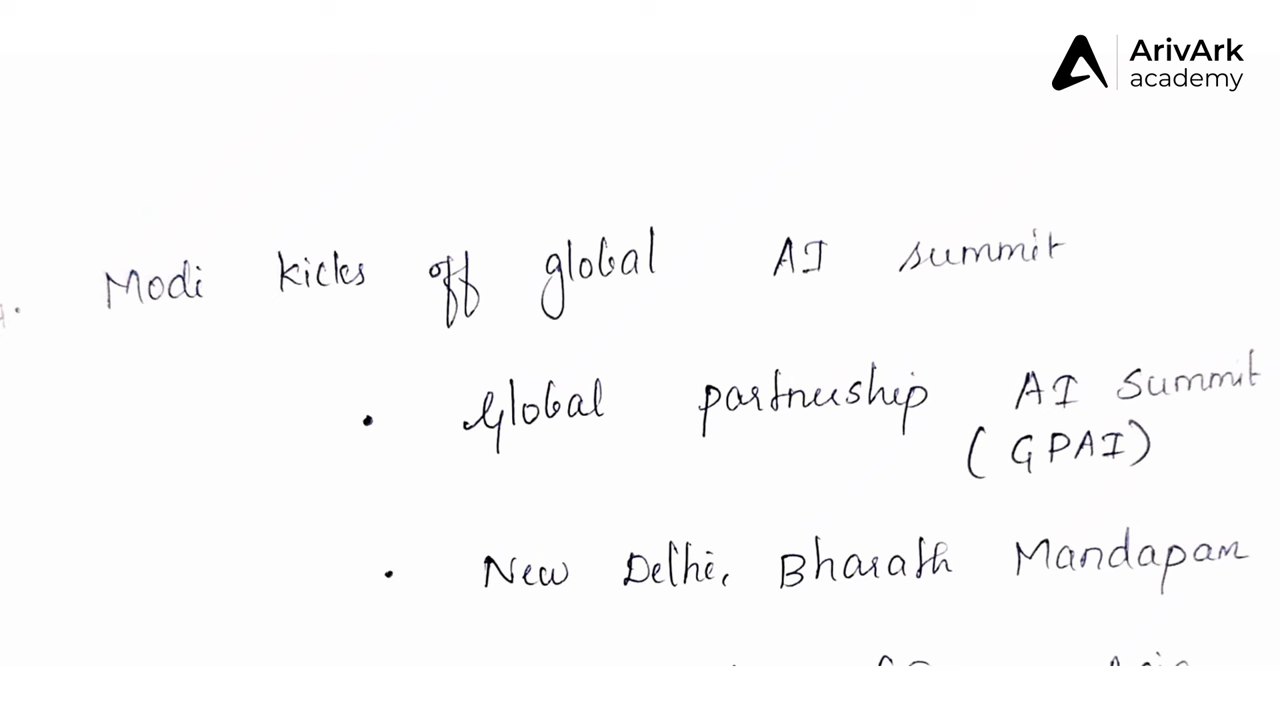 ArivArk
academy
Modi kicks off global AI summit
• Global partnership AI Summit
(GPAI)
• New Delhi, Bharath Mandapam